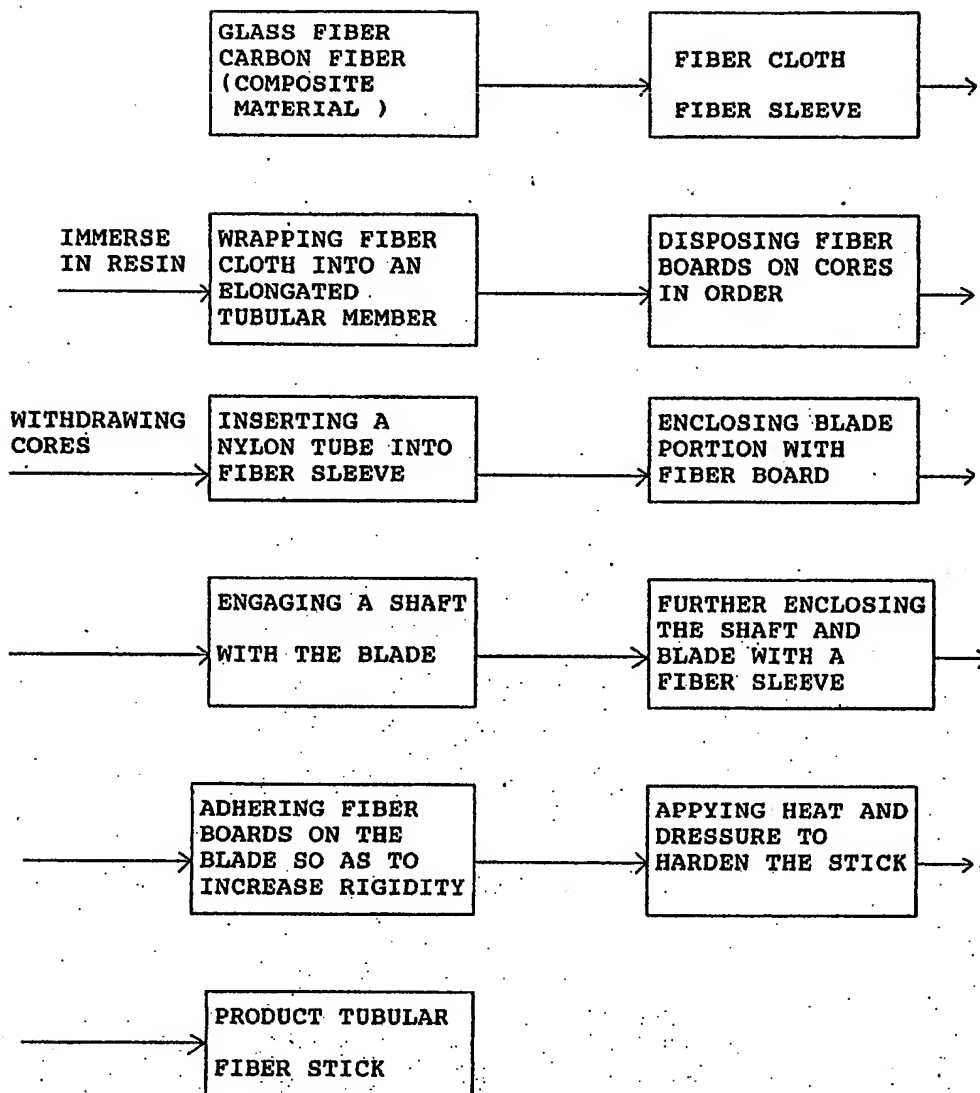 GLASS FIBER
CARBON FIBER
(COMPOSITE
MATERIAL )
FIBER CLOTH
FIBER SLEEVE
IMMERSE
IN RESIN
WRAPPING FIBER
CLOTH INTO AN
ELONGATED
TUBULAR MEMBER
DISPOSING FIBER
BOARDS ON CORES
IN ORDER
WITHDRAWING
CORES
INSERTING A
NYLON TUBE INTO
FIBER SLEEVE
ENCLOSING BLADE
PORTION WITH
FIBER BOARD
ENGAGING A SHAFT
WITH THE BLADE
FURTHER ENCLOSING
THE SHAFT AND
BLADE WITH A
FIBER SLEEVE
ADHERING FIBER
BOARDS ON THE
BLADE SO AS TO
INCREASE RIGIDITY
APPYING HEAT AND
DRESSURE TO
HARDEN THE STICK
PRODUCT TUBULAR
FIBER STICK